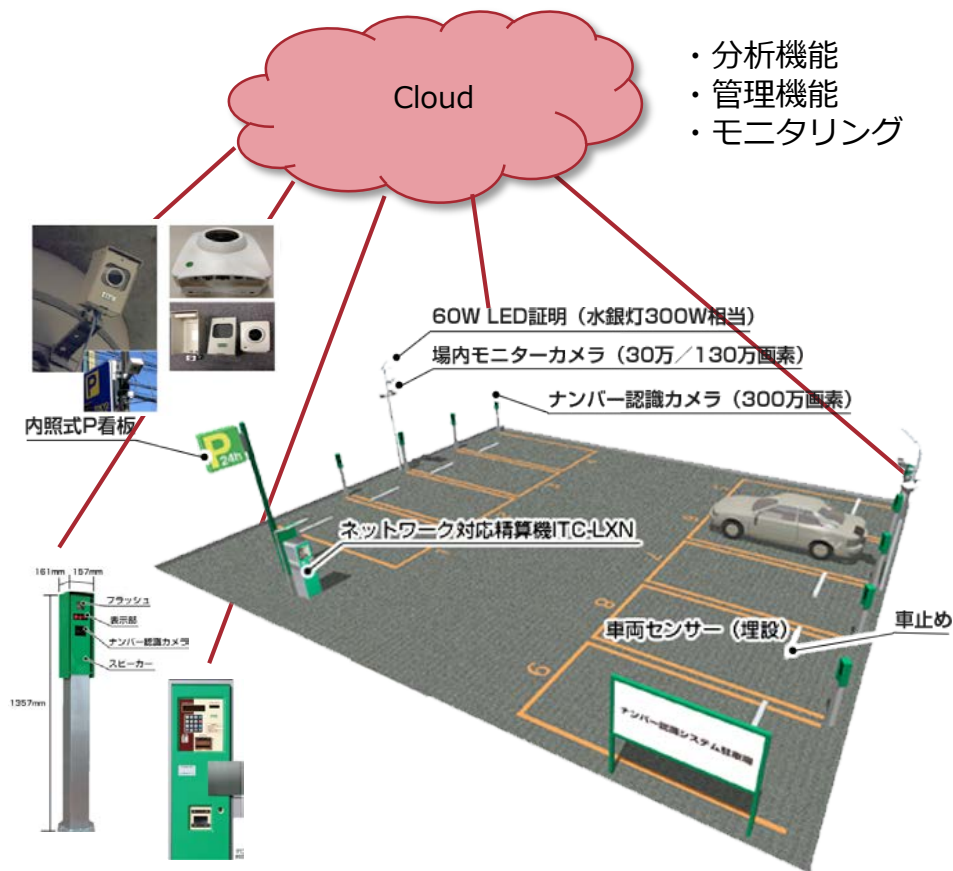 Cloud
・分析機能
・管理機能
・モニタリング
60W LED証明（水銀灯300W相当）
場内モニターカメラ（30万／130万画素）
ナンバー認識カメラ（300万画素）
内照式P看板
P
24h
P
ネットワーク対応精算機ITC-LXN
車両センサー（埋設）
車止め
7
8
9
ナンバー認識システム駐車場
161mm 157mm
フラッシュ
表示部
ナンバー認識カメラ
スピーカー
1357mm